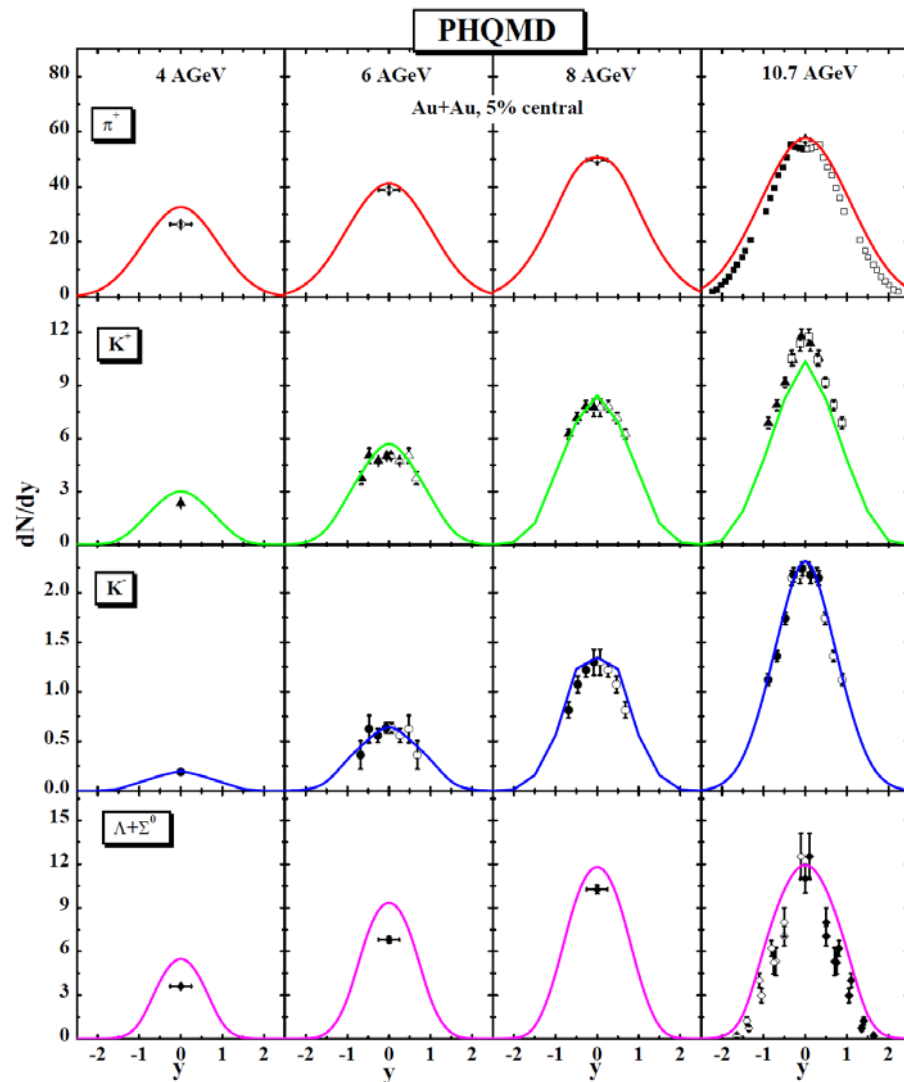 PHQMD
4 AGeV 6 AGeV 8 AGeV 10.7 AGeV
Au+Au, 5% central
π⁺
80
60
40
20
0
K⁺
12
9
6
3
0
dN/dy
K⁻
2.0
1.5
1.0
0.5
0.0
Λ+Σ⁰
15
12
9
6
3
0
-2 -1 0 1 2 -2 -1 0 1 2 -2 -1 0 1 2 -2 -1 0 1 2
y y y y